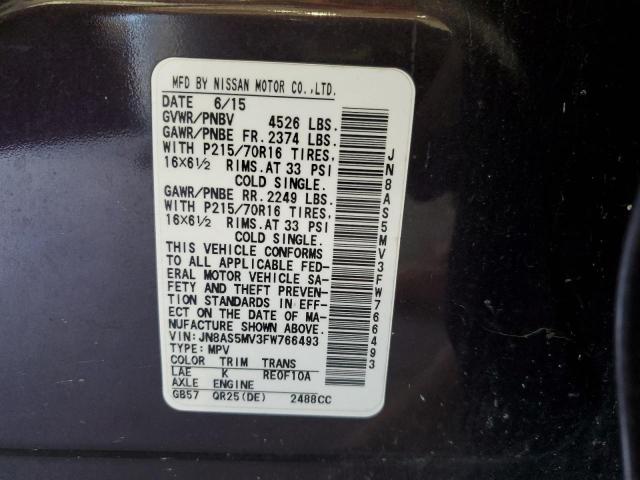 MFD BY NISSAN MOTOR CO.,LTD.
DATE 6/15
GVWR/PNBV 4526 LBS.
GAWR/PNBE FR. 2374 LBS.
WITH P215/70R16 TIRES,
16X6½ RIMS. AT 33 PSI
COLD SINGLE.
GAWR/PNBE RR. 2249 LBS.
WITH P215/70R16 TIRES,
16X6½ RIMS. AT 33 PSI
COLD SINGLE.
THIS VEHICLE CONFORMS
TO ALL APPLICABLE FED-
ERAL MOTOR VEHICLE SA-
FETY AND THEFT PREVEN-
TION STANDARDS IN EFF-
ECT ON THE DATE OF MA-
NUFACTURE SHOWN ABOVE.
VIN: JN8AS5MV3FW766493
TYPE: MPV
COLOR TRIM TRANS
LAE K RE0F10A
AXLE ENGINE
GB57 QR25(DE) 2488CC
JN8AS5MV3FW766493